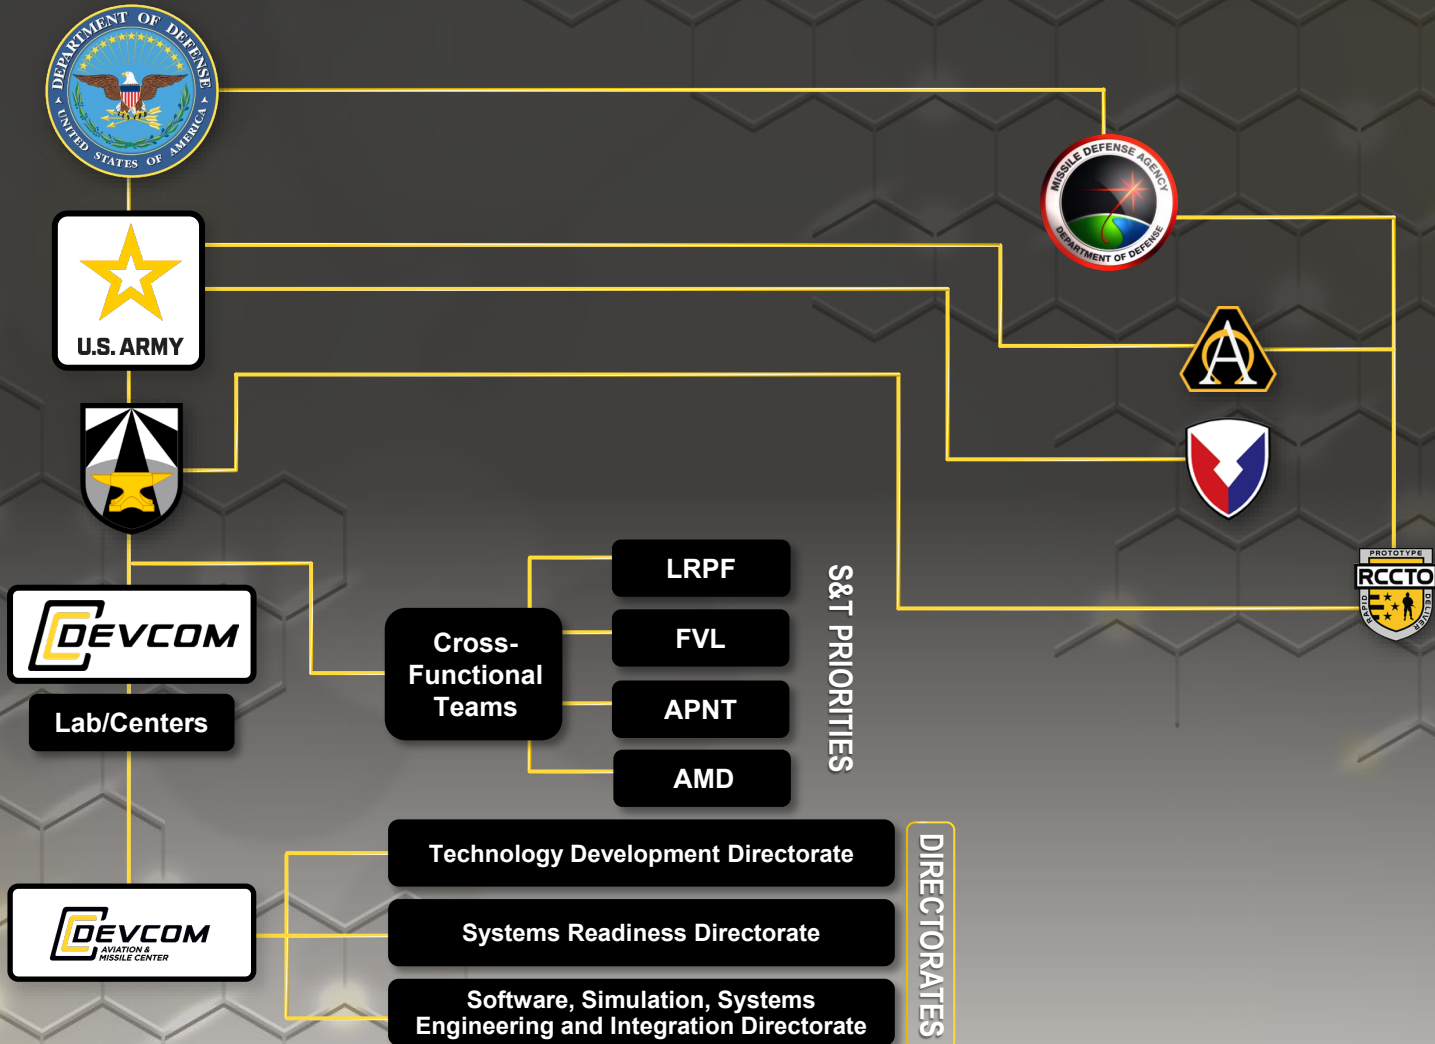 DEPARTMENT OF DEFENSE
UNITED STATES OF AMERICA
MISSILE DEFENSE AGENCY
DEPARTMENT OF DEFENSE
U.S. ARMY
A
PROTOTYPE
RCCTO
RAPID
DELIVER
DEVCOM
Lab/Centers
Cross-
Functional
Teams
LRPF
FVL
APNT
AMD
S&T PRIORITIES
DEVCOM
AVIATION &
MISSILE CENTER
Technology Development Directorate
Systems Readiness Directorate
Software, Simulation, Systems
Engineering and Integration Directorate
DIRECTORATES